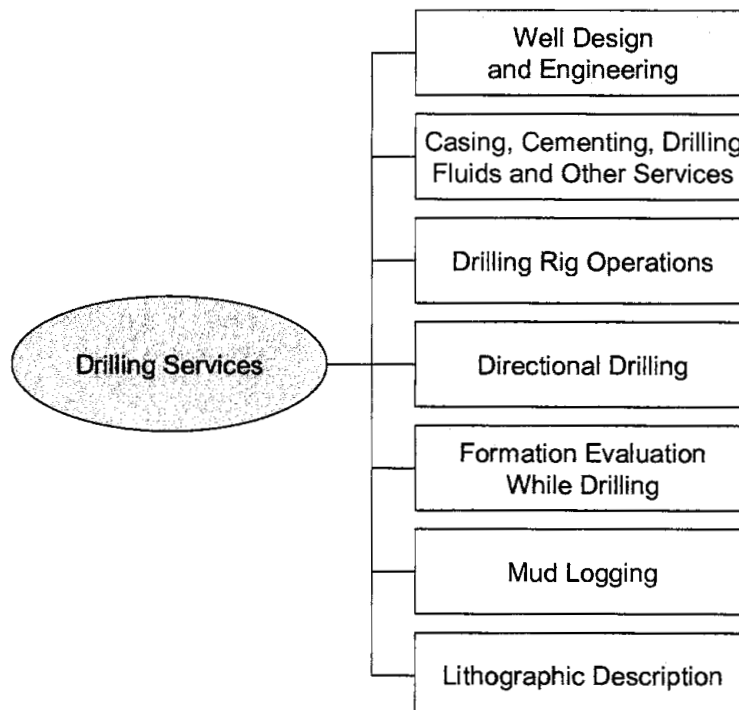 Well Design
and Engineering
Casing, Cementing, Drilling
Fluids and Other Services
Drilling Rig Operations
Drilling Services
Directional Drilling
Formation Evaluation
While Drilling
Mud Logging
Lithographic Description